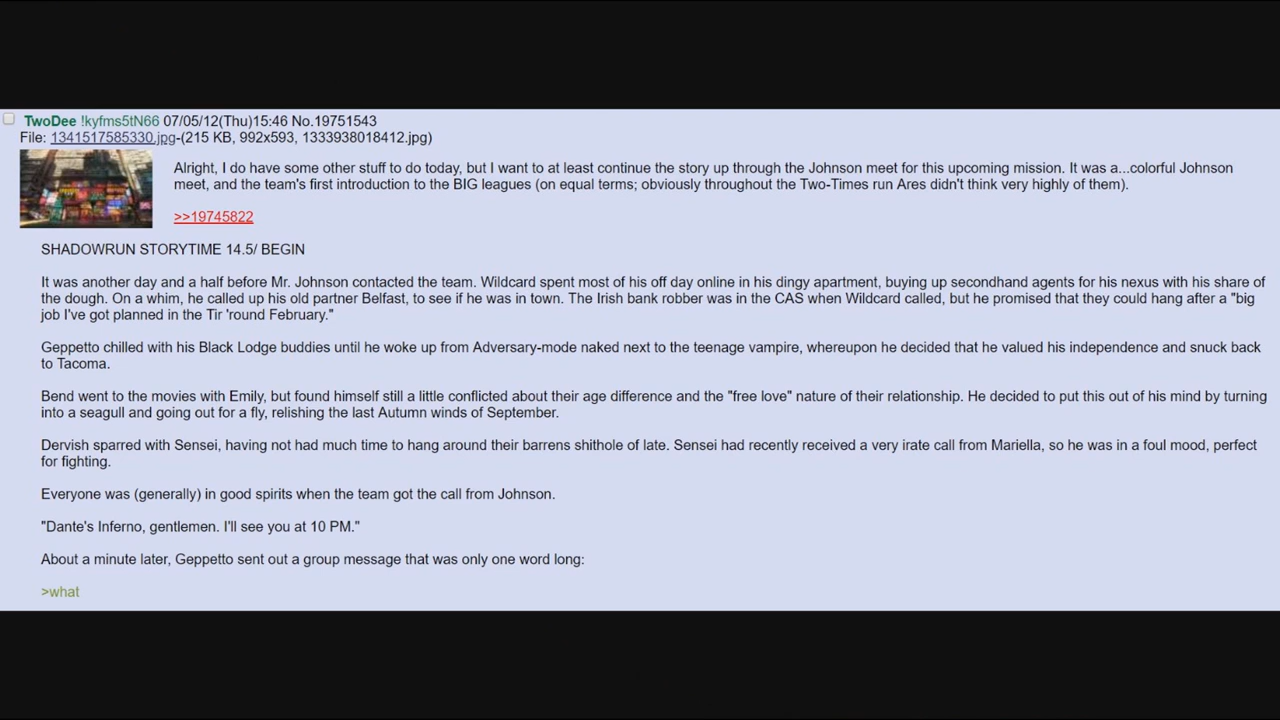 TwoDee !kyfms5tN66 07/05/12(Thu)15:46 No.19751543
File: 1341517585330.jpg-(215 KB, 992x593, 1333938018412.jpg)
Alright, I do have some other stuff to do today, but I want to at least continue the story up through the Johnson meet for this upcoming mission. It was a...colorful Johnson
meet, and the team's first introduction to the BIG leagues (on equal terms; obviously throughout the Two-Times run Ares didn't think very highly of them).
>>19745822
SHADOWRUN STORYTIME 14.5/ BEGIN
It was another day and a half before Mr. Johnson contacted the team. Wildcard spent most of his off day online in his dingy apartment, buying up secondhand agents for his nexus with his share of
the dough. On a whim, he called up his old partner Belfast, to see if he was in town. The Irish bank robber was in the CAS when Wildcard called, but he promised that they could hang after a "big
job I've got planned in the Tir 'round February."
Geppetto chilled with his Black Lodge buddies until he woke up from Adversary-mode naked next to the teenage vampire, whereupon he decided that he valued his independence and snuck back
to Tacoma.
Bend went to the movies with Emily, but found himself still a little conflicted about their age difference and the "free love" nature of their relationship. He decided to put this out of his mind by turning
into a seagull and going out for a fly, relishing the last Autumn winds of September.
Dervish sparred with Sensei, having not had much time to hang around their barrens shithole of late. Sensei had recently received a very irate call from Mariella, so he was in a foul mood, perfect
for fighting.
Everyone was (generally) in good spirits when the team got the call from Johnson.
"Dante's Inferno, gentlemen. I'll see you at 10 PM."
About a minute later, Geppetto sent out a group message that was only one word long:
>what